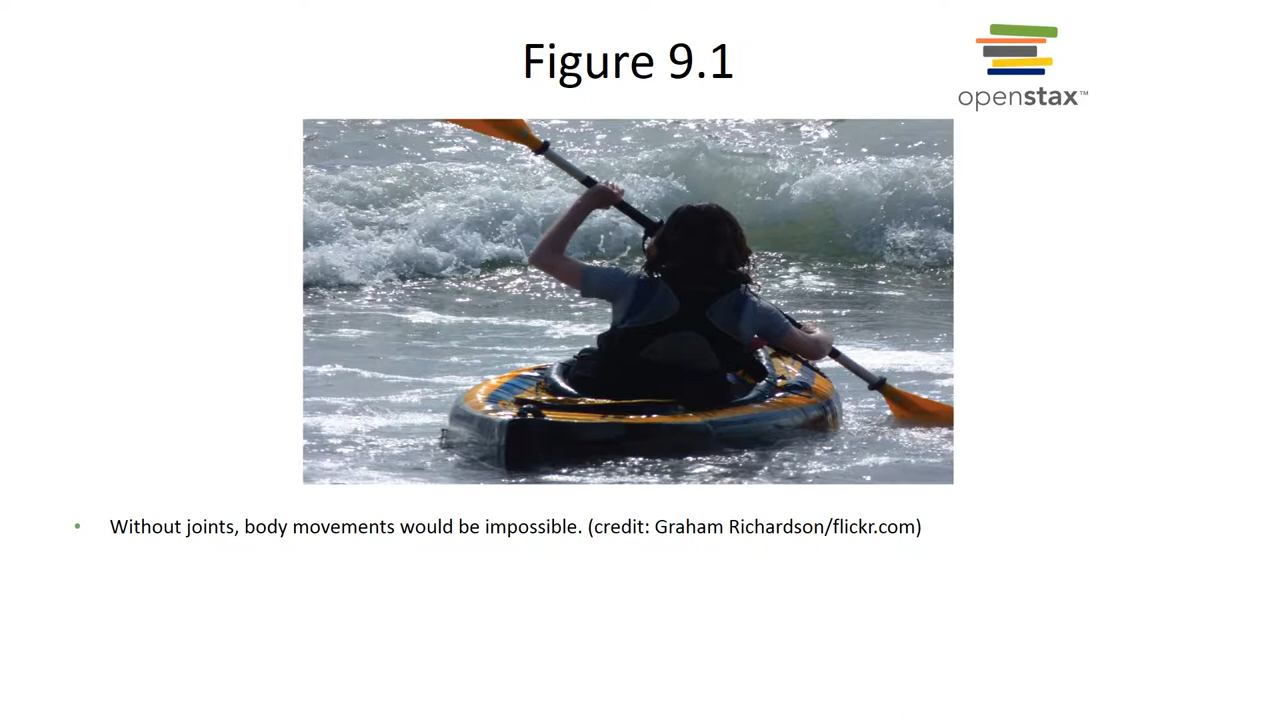 Figure 9.1
openstax™
• Without joints, body movements would be impossible. (credit: Graham Richardson/flickr.com)